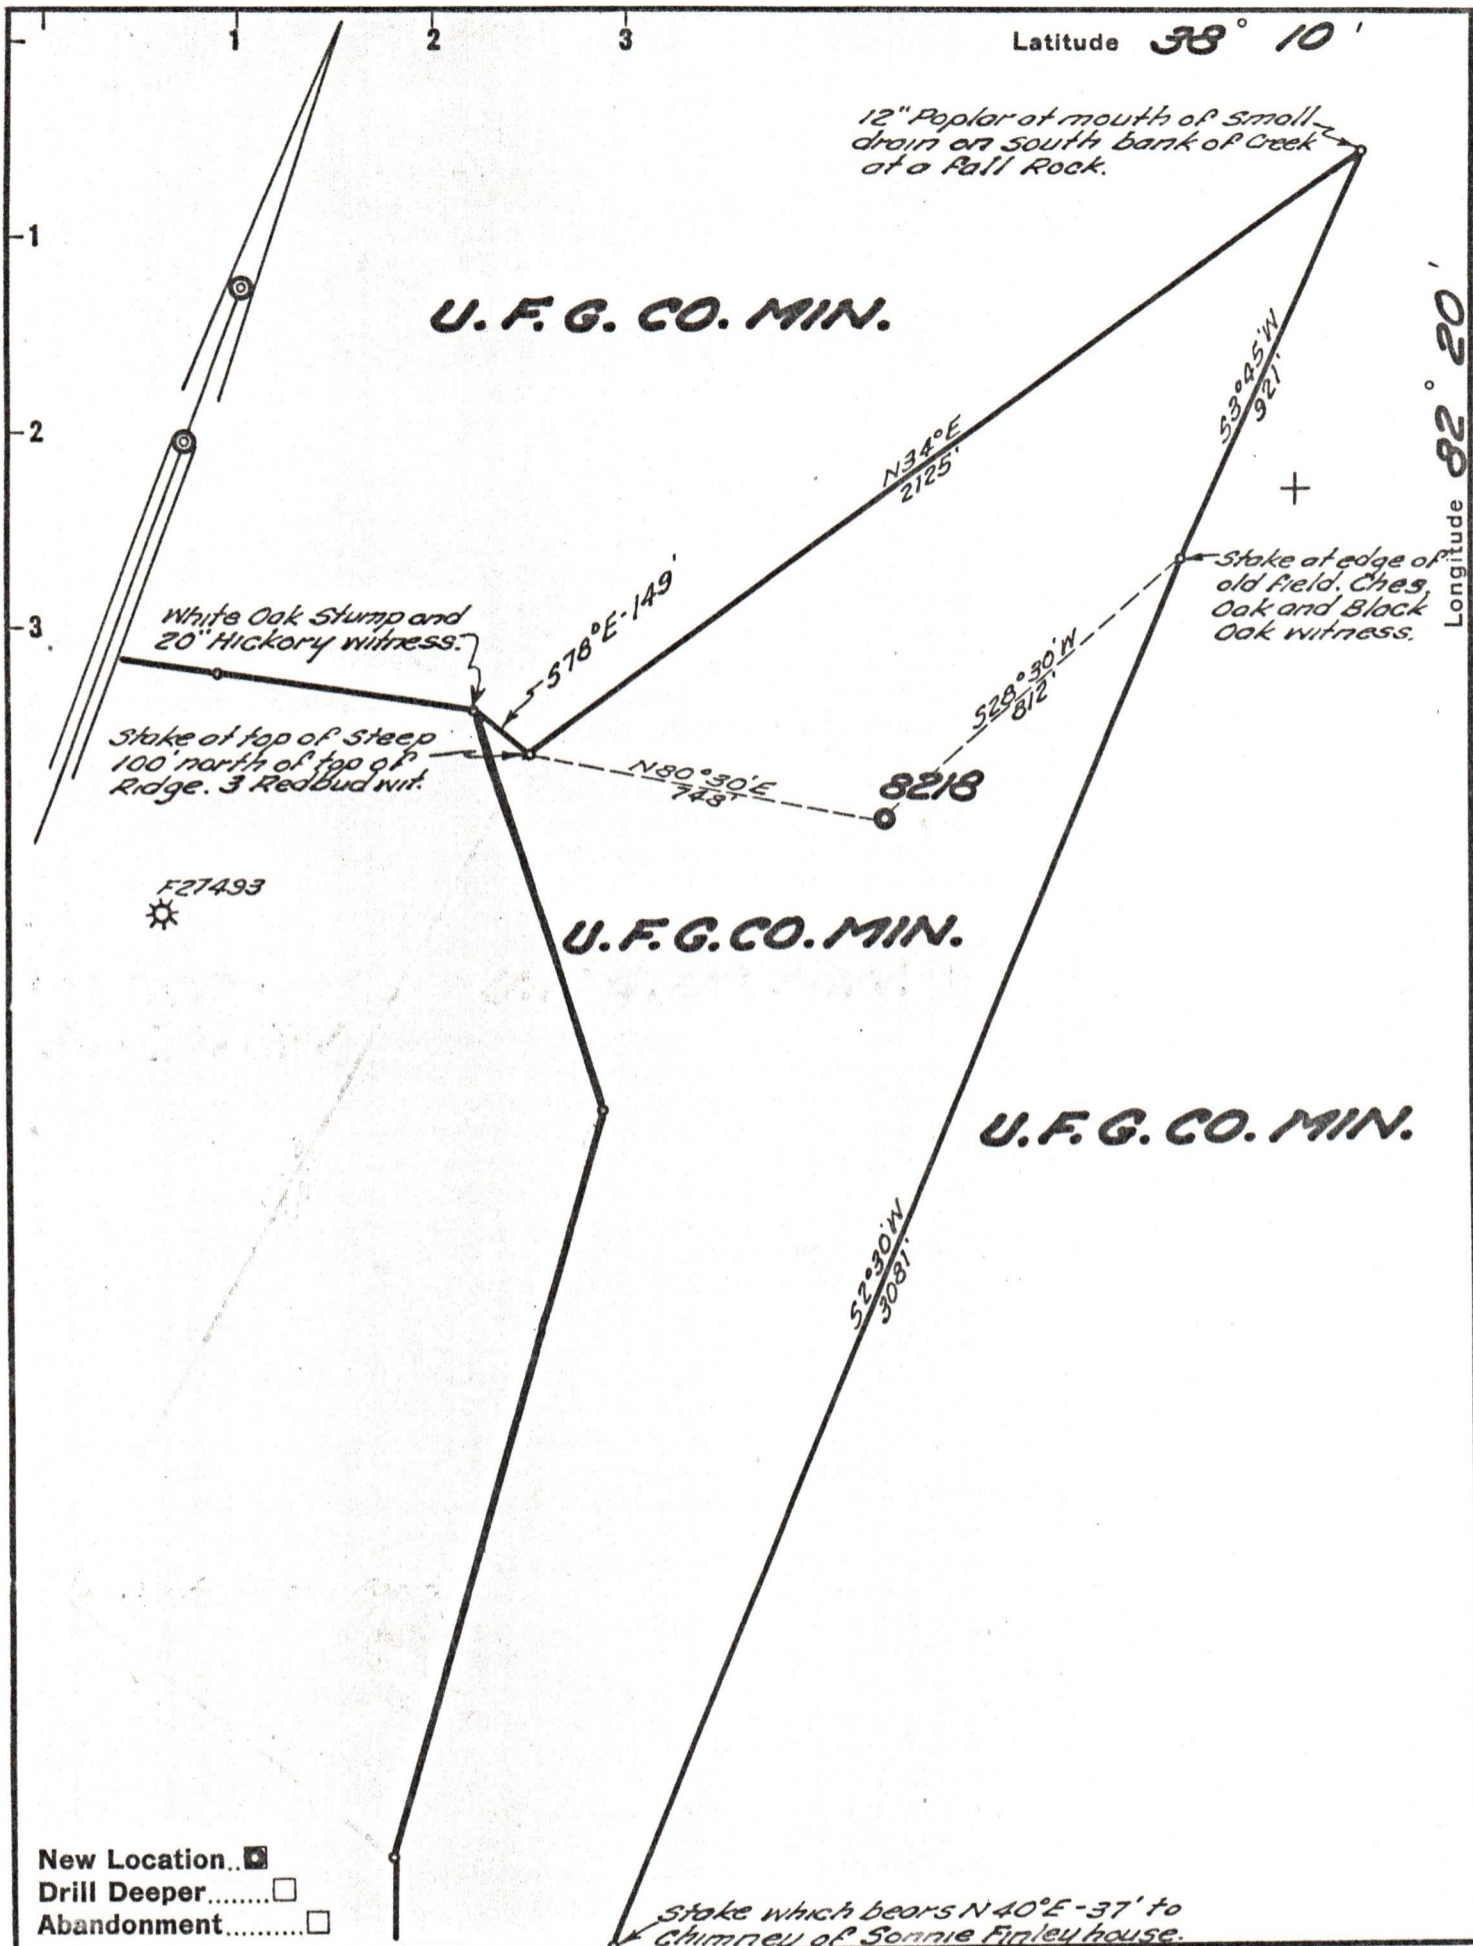 1 2 3
Latitude 38° 10'
12" Poplar at mouth of small
drain on south bank of Creek
at a Fall Rock.
1
U. F. G. CO. MIN.
S3°45'W
921'
Longitude 82° 20'
2
N34°E
2125'
Stake at edge of
old field. Ches,
Oak and Black
Oak witness.
3
White Oak Stump and
20" Hickory witness.
S78°E-149'
S28°30'W
812'
Stake at top of Steep
100' north of top of
Ridge. 3 Redbud wit.
N80°30'E
748'
8218
F27493
U.F.G.CO.MIN.
U.F.G.CO.MIN.
S2°30'W
3081'
New Location..
Drill Deeper........
Abandonment..........
Stake which bears N40°E-37' to
chimney of Sonnie Finley house.